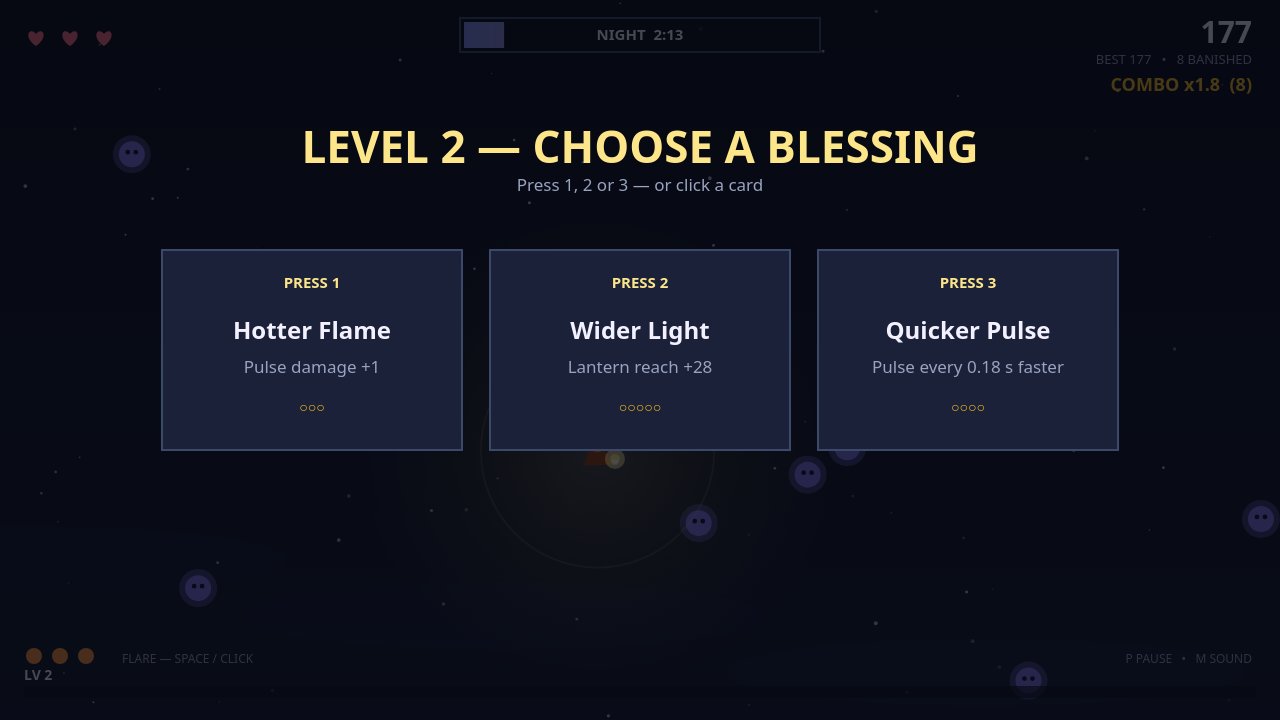 NIGHT 2:13
177
BEST 177 • 8 BANISHED
COMBO x1.8 (8)
LEVEL 2 — CHOOSE A BLESSING
Press 1, 2 or 3 — or click a card
PRESS 1
Hotter Flame
Pulse damage +1
PRESS 2
Wider Light
Lantern reach +28
PRESS 3
Quicker Pulse
Pulse every 0.18 s faster
FLARE — SPACE / CLICK
LV 2
P PAUSE • M SOUND